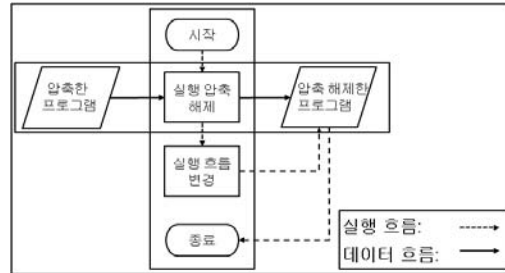 시작
압축한
프로그램
실행 압축
해제
압축 해제한
프로그램
실행 흐름
변경
종료
실행 흐름:
데이터 흐름: